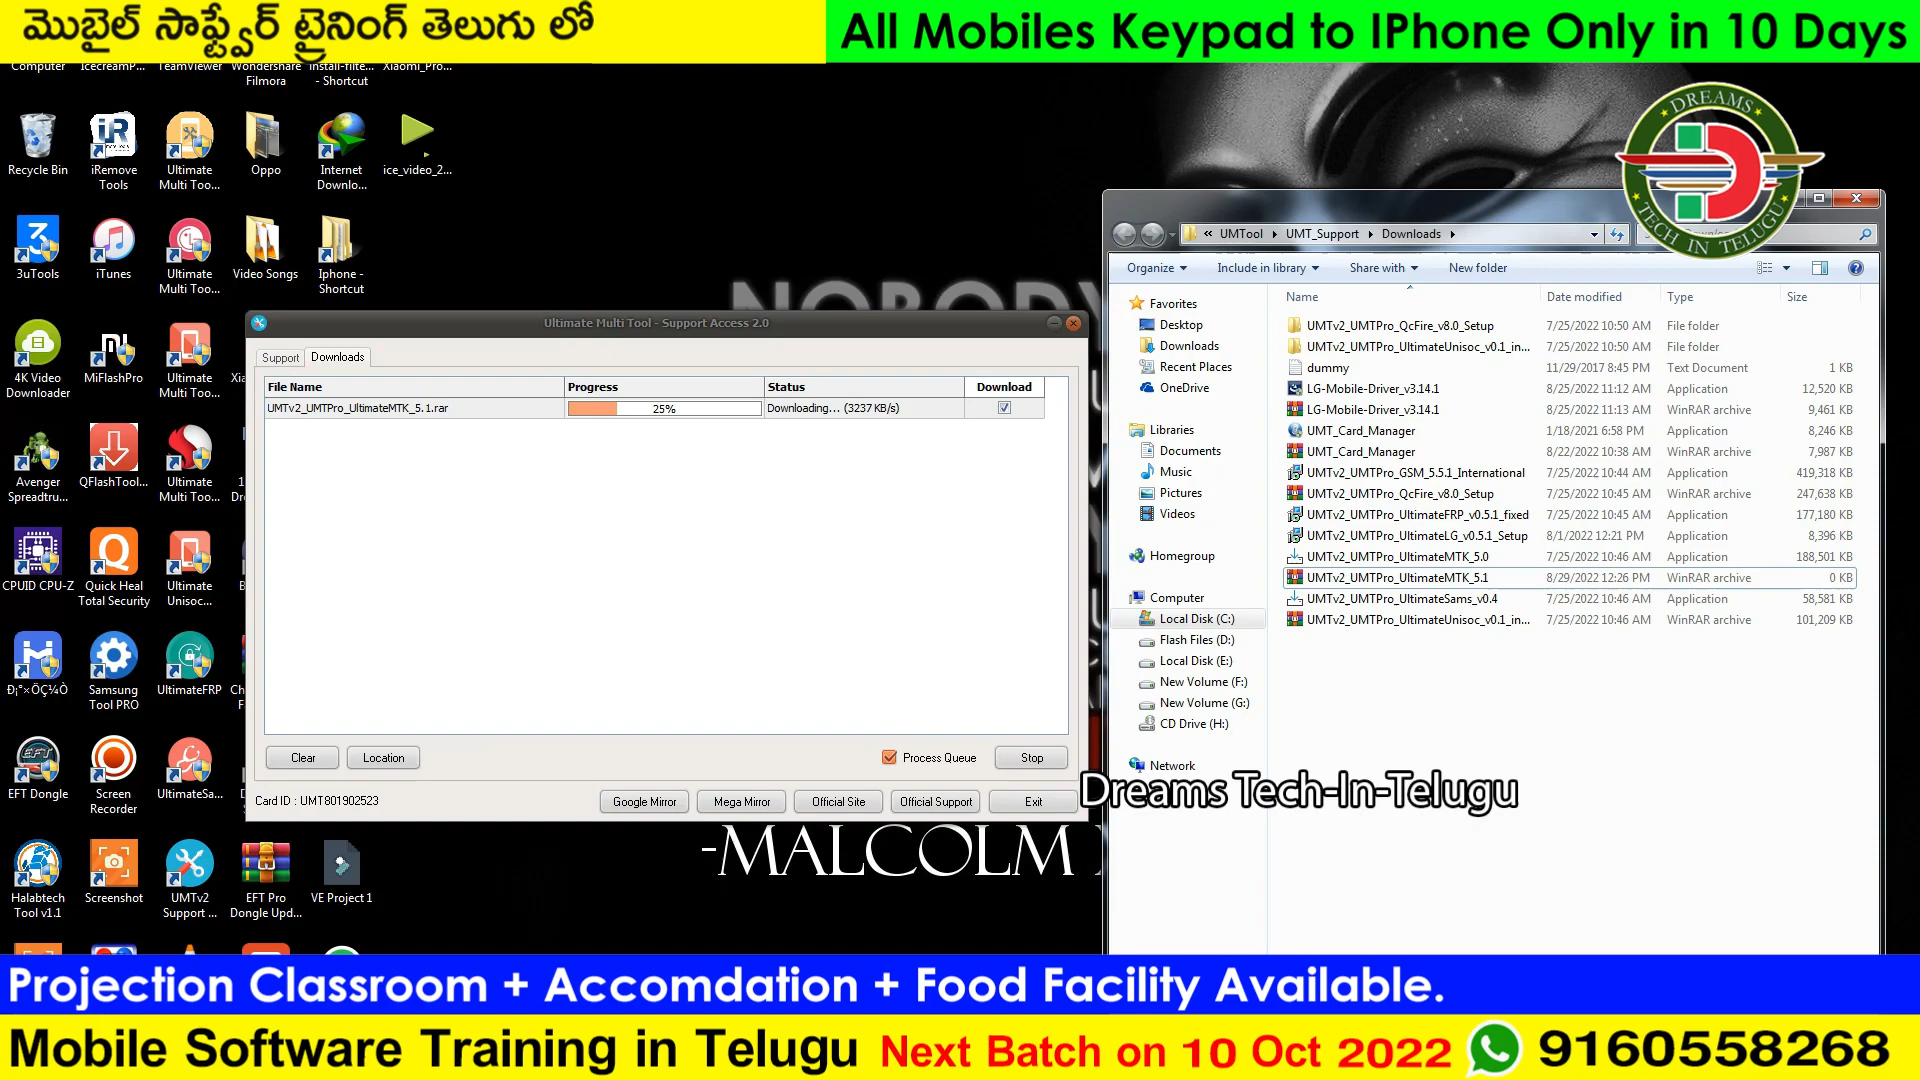 మొబైల్ సాఫ్ట్వేర్ ట్రైనింగ్ తెలుగు లో
All Mobiles Keypad to IPhone Only in 10 Days
Computer
IcecreamP...
TeamViewer
Wondershare
Filmora
install-filte...
- Shortcut
Xiaomi_Pro...
Recycle Bin
iRemove
Tools
Ultimate
Multi Too...
Oppo
Internet
Downlo...
ice_video_2...
3uTools
iTunes
Ultimate
Multi Too...
Video Songs
Iphone -
Shortcut
4K Video
Downloader
MiFlashPro
Ultimate
Multi Too...
Avenger
Spreadtru...
QFlashTool...
Ultimate
Multi Too...
CPUID CPU-Z
Quick Heal
Total Security
Ultimate
Unisoc...
Samsung
Tool PRO
UltimateFRP
EFT Dongle
Screen
Recorder
UltimateSa...
Halabtech
Tool v1.1
Screenshot
UMTv2
Support ...
EFT Pro
Dongle Upd...
VE Project 1
NOBODY
-MALCOLM
Ultimate Multi Tool - Support Access 2.0
Support Downloads
File Name Progress Status Download
UMTv2_UMTPro_UltimateMTK_5.1.rar 25% Downloading... (3237 KB/s)
Clear Location Process Queue Stop
Card ID : UMT801902523 Google Mirror Mega Mirror Official Site Official Support Exit
DREAMS
TECH IN TELUGU
« UMTool UMT_Support Downloads
Organize Include in library Share with New folder
Favorites
Desktop
Downloads
Recent Places
OneDrive
Libraries
Documents
Music
Pictures
Videos
Homegroup
Computer
Local Disk (C:)
Flash Files (D:)
Local Disk (E:)
New Volume (F:)
New Volume (G:)
CD Drive (H:)
Network
Name Date modified Type Size
UMTv2_UMTPro_QcFire_v8.0_Setup 7/25/2022 10:50 AM File folder
UMTv2_UMTPro_UltimateUnisoc_v0.1_in... 7/25/2022 10:50 AM File folder
dummy 11/29/2017 8:45 PM Text Document 1 KB
LG-Mobile-Driver_v3.14.1 8/25/2022 11:12 AM Application 12,520 KB
LG-Mobile-Driver_v3.14.1 8/25/2022 11:13 AM WinRAR archive 9,461 KB
UMT_Card_Manager 1/18/2021 6:58 PM Application 8,246 KB
UMT_Card_Manager 8/22/2022 10:38 AM WinRAR archive 7,987 KB
UMTv2_UMTPro_GSM_5.5.1_International 7/25/2022 10:44 AM Application 419,318 KB
UMTv2_UMTPro_QcFire_v8.0_Setup 7/25/2022 10:45 AM WinRAR archive 247,638 KB
UMTv2_UMTPro_UltimateFRP_v0.5.1_fixed 7/25/2022 10:45 AM Application 177,180 KB
UMTv2_UMTPro_UltimateLG_v0.5.1_Setup 8/1/2022 12:21 PM Application 8,396 KB
UMTv2_UMTPro_UltimateMTK_5.0 7/25/2022 10:46 AM Application 188,501 KB
UMTv2_UMTPro_UltimateMTK_5.1 8/29/2022 12:26 PM WinRAR archive 0 KB
UMTv2_UMTPro_UltimateSams_v0.4 7/25/2022 10:46 AM Application 58,581 KB
UMTv2_UMTPro_UltimateUnisoc_v0.1_in... 7/25/2022 10:46 AM WinRAR archive 101,209 KB
Dreams Tech-In-Telugu
Projection Classroom + Accomdation + Food Facility Available.
Mobile Software Training in Telugu Next Batch on 10 Oct 2022 9160558268